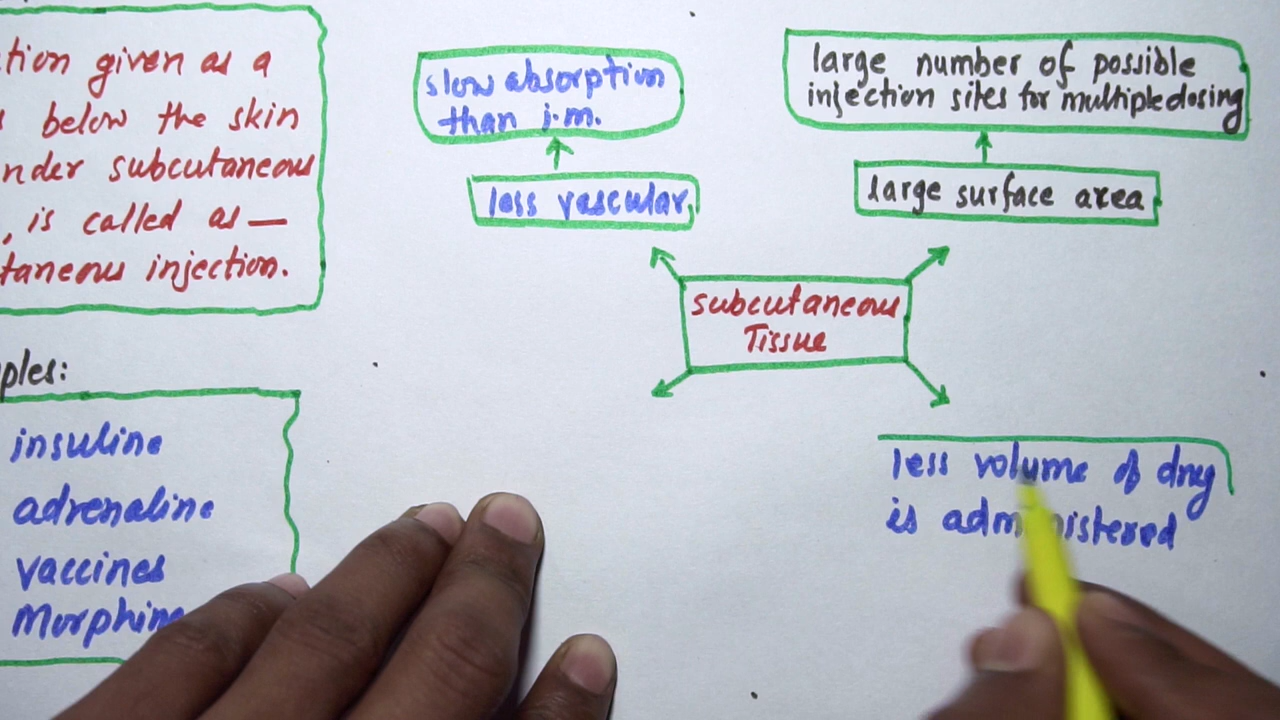 tion given as a
below the skin
nder subcutaneous
, is called as —
taneous injection.
ples:
insuline
adrenaline
vaccines
Morphine
slow absorption
than i.m.
less vascular
large number of possible
injection sites for multiple dosing
large surface area
subcutaneous
Tissue
less volume of drug
is administered